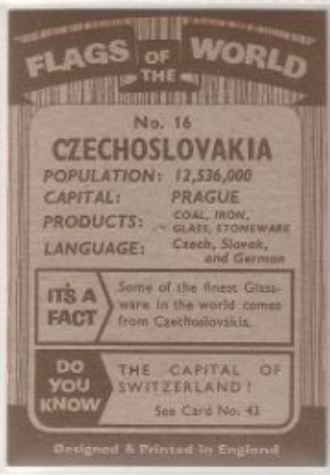 FLAGS OF THE WORLD
No. 16
CZECHOSLOVAKIA
POPULATION: 12,536,000
CAPITAL: PRAGUE
PRODUCTS: COAL, IRON,
GLASS, STONEWARE
LANGUAGE: Czech, Slovak,
and German
IT'S A
FACT
Some of the finest Glass-
ware in the world comes
from Czechoslovakia.
DO
YOU
KNOW
THE CAPITAL OF
SWITZERLAND?
See Card No. 43
Designed & Printed in England